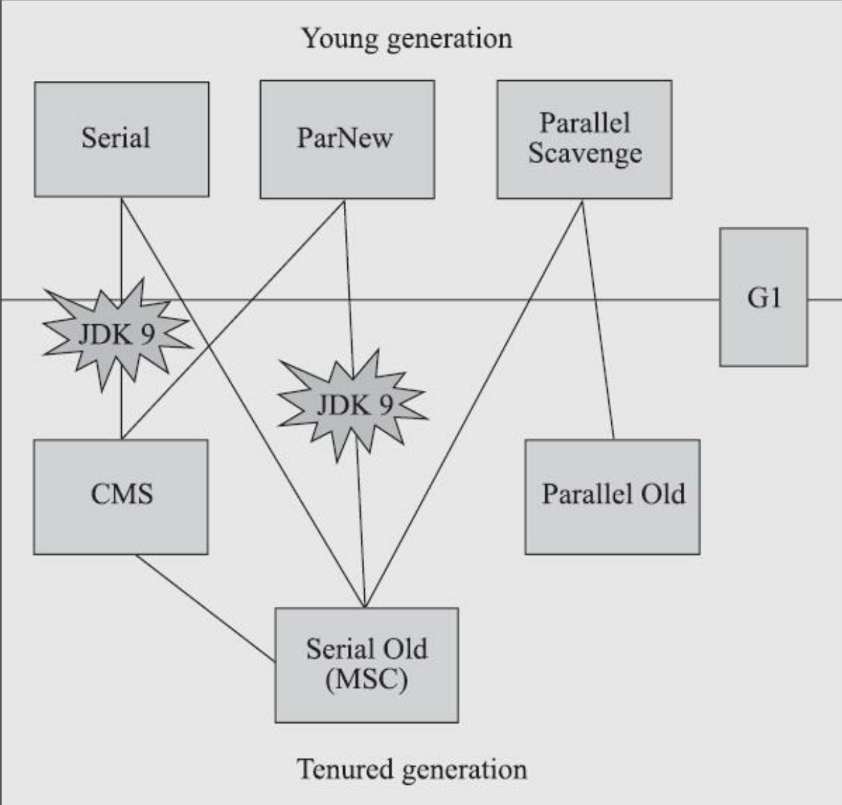 Young generation
Serial
ParNew
Parallel
Scavenge
G1
JDK 9
JDK 9
CMS
Parallel Old
Serial Old
(MSC)
Tenured generation